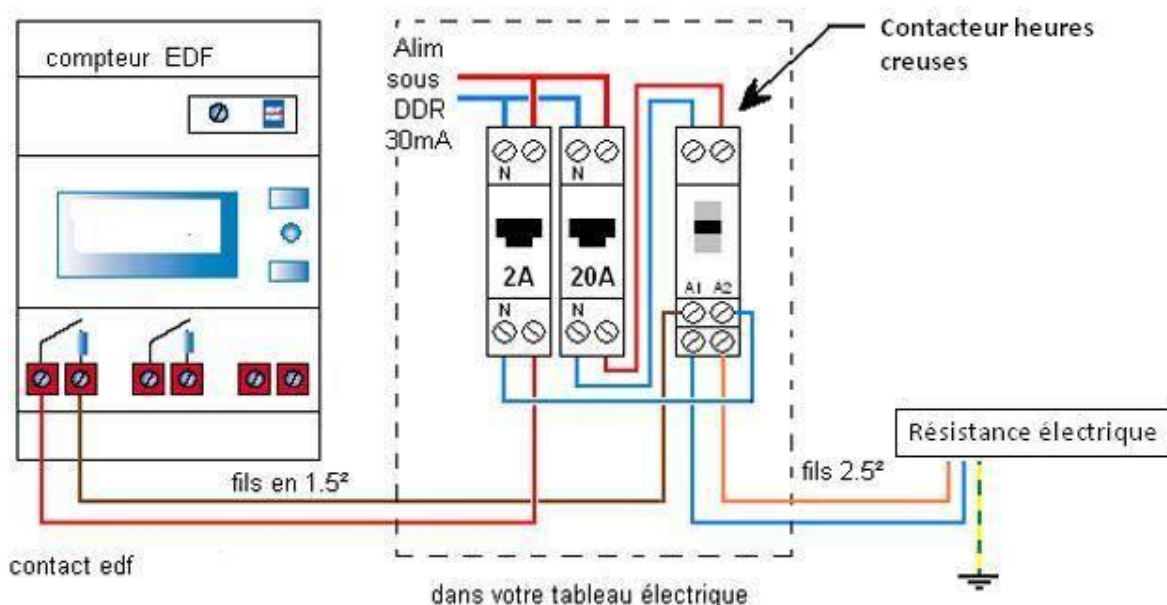 compteur EDF
Alim
sous
DDR
30mA
Contacteur heures
creuses
N
N
2A
20A
A1 A2
N
N
Résistance électrique
fils en 1.5²
fils 2.5²
contact edf
dans votre tableau électrique